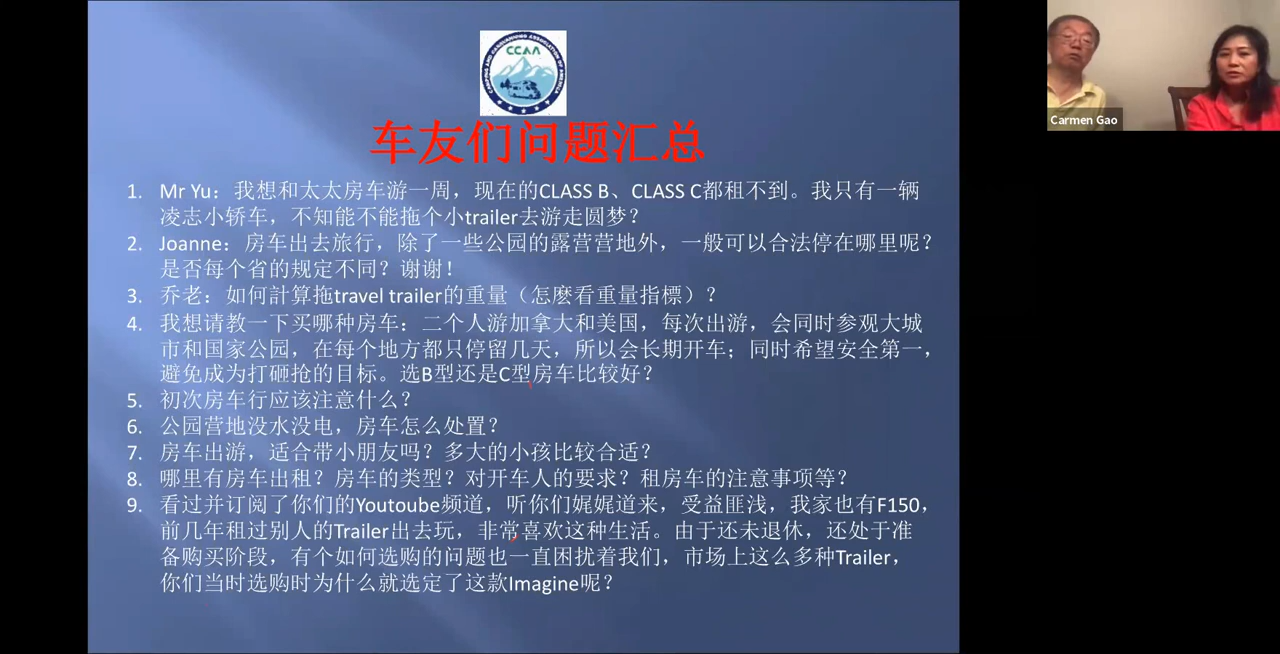 CCAA
CAMPING AND CARAVANNING ASSOCIATION OF AMERICA
车友们问题汇总
1. Mr Yu：我想和太太房车游一周，现在的CLASS B、CLASS C都租不到。我只有一辆
凌志小轿车，不知能不能拖个小trailer去游走圆梦？
2. Joanne：房车出去旅行，除了一些公园的露营营地外，一般可以合法停在哪里呢？
是否每个省的规定不同？谢谢！
3. 乔老：如何計算拖travel trailer的重量（怎麽看重量指標）？
4. 我想请教一下买哪种房车：二个人游加拿大和美国，每次出游，会同时参观大城
市和国家公园，在每个地方都只停留几天，所以会长期开车；同时希望安全第一，
避免成为打砸抢的目标。选B型还是C型房车比较好？
5. 初次房车行应该注意什么？
6. 公园营地没水没电，房车怎么处置？
7. 房车出游，适合带小朋友吗？多大的小孩比较合适？
8. 哪里有房车出租？房车的类型？对开车人的要求？租房车的注意事项等？
9. 看过并订阅了你们的Youtoube频道，听你们娓娓道来，受益匪浅，我家也有F150，
前几年租过别人的Trailer出去玩，非常喜欢这种生活。由于还未退休，还处于准
备购买阶段，有个如何选购的问题也一直困扰着我们，市场上这么多种Trailer，
你们当时选购时为什么就选定了这款Imagine呢？
Carmen Gao